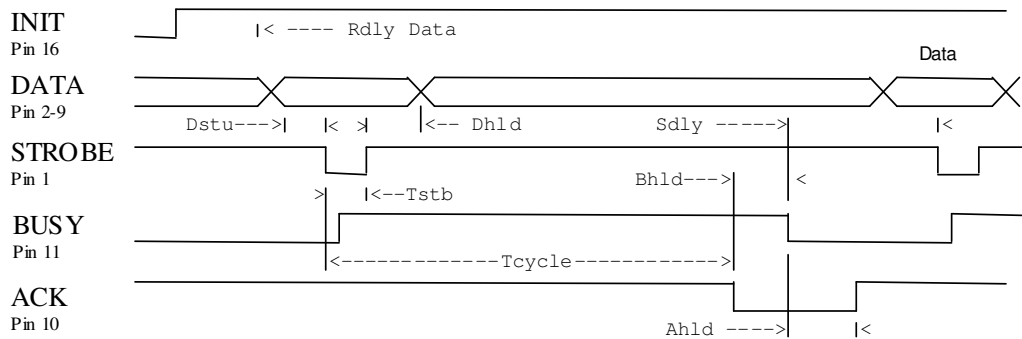 INIT
Pin 16
|< ---- Rdly Data
Data
DATA
Pin 2-9
Dstu---> | |< >| |<-- Dhld Sdly -----> |<
STROBE
Pin 1
> |<--Tstb Bhld---> <
BUSY
Pin 11
<------------Tcycle------------>
ACK
Pin 10
Ahld ----> |<